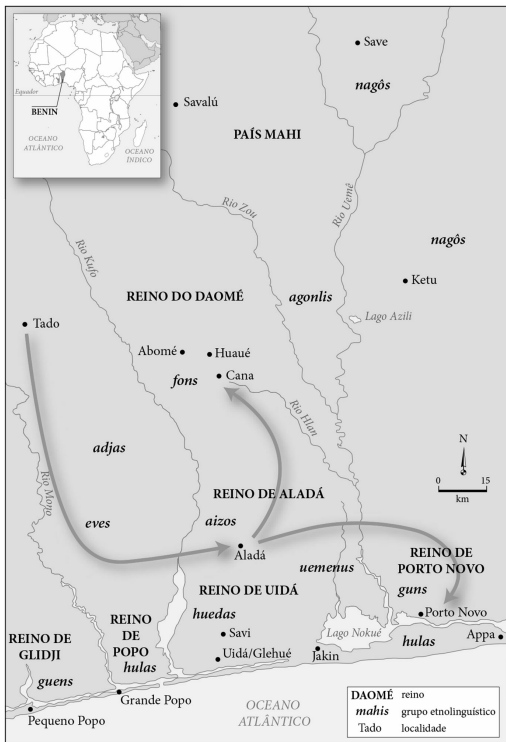 Equador
BENIN
OCEANO
ATLÂNTICO
OCEANO
ÍNDICO
Save
nagôs
Savalú
PAÍS MAHI
Rio Zou
Rio Uemê
Rio Kufo
nagôs
Ketu
REINO DO DAOMÉ
agonlis
Lago Azili
Tado
Abomé
Huaué
Cana
fons
Rio Hlan
N
0 15
km
adjas
Rio Mono
REINO DE ALADÁ
eves
aizos
Aladá
uemenus
REINO DE
PORTO NOVO
guns
REINO DE UIDÁ
huedas
Porto Novo
REINO DE
GLIDJI
REINO
DE
POPO
hulas
Savi
Lago Nokuê
hulas
Appa
guens
Uidá/Glehué
Jakin
Grande Popo
Pequeno Popo
OCEANO
ATLÂNTICO
DAOMÉ reino
mahis grupo etnolinguístico
Tado localidade